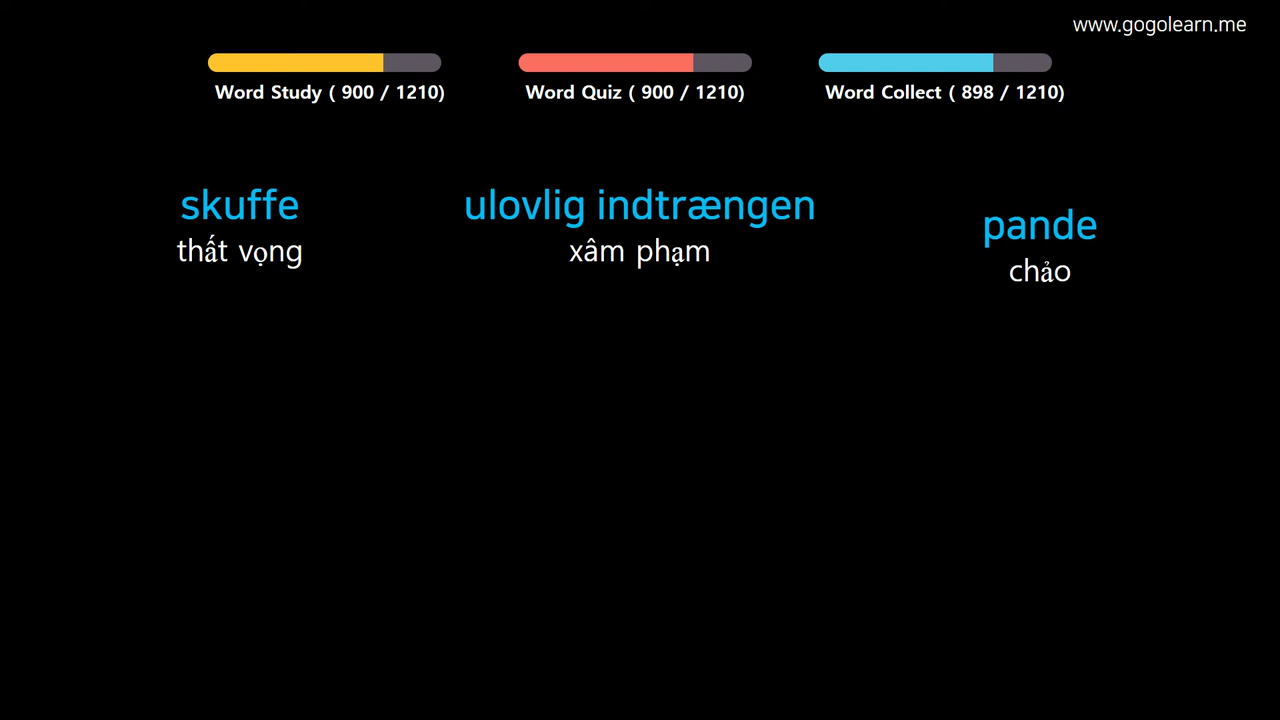 www.gogolearn.me
Word Study ( 900 / 1210)
Word Quiz ( 900 / 1210)
Word Collect ( 898 / 1210)
skuffe
thất vọng
ulovlig indtrængen
xâm phạm
pande
chảo